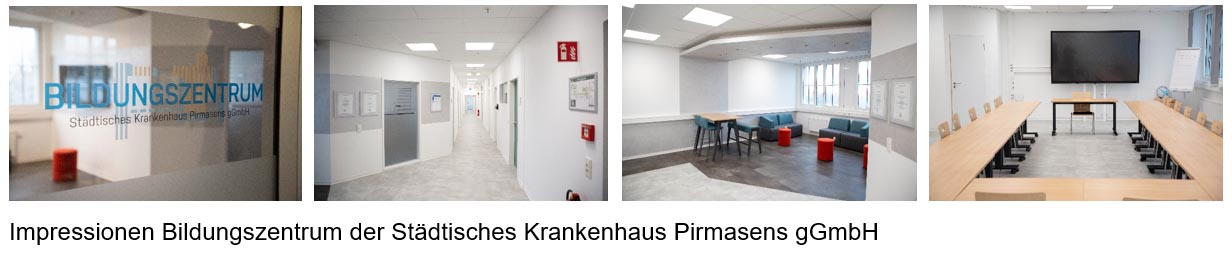 BILDUNGSZENTRUM
Städtisches Krankenhaus Pirmasens gGmbH
Impressionen Bildungszentrum der Städtisches Krankenhaus Pirmasens gGmbH